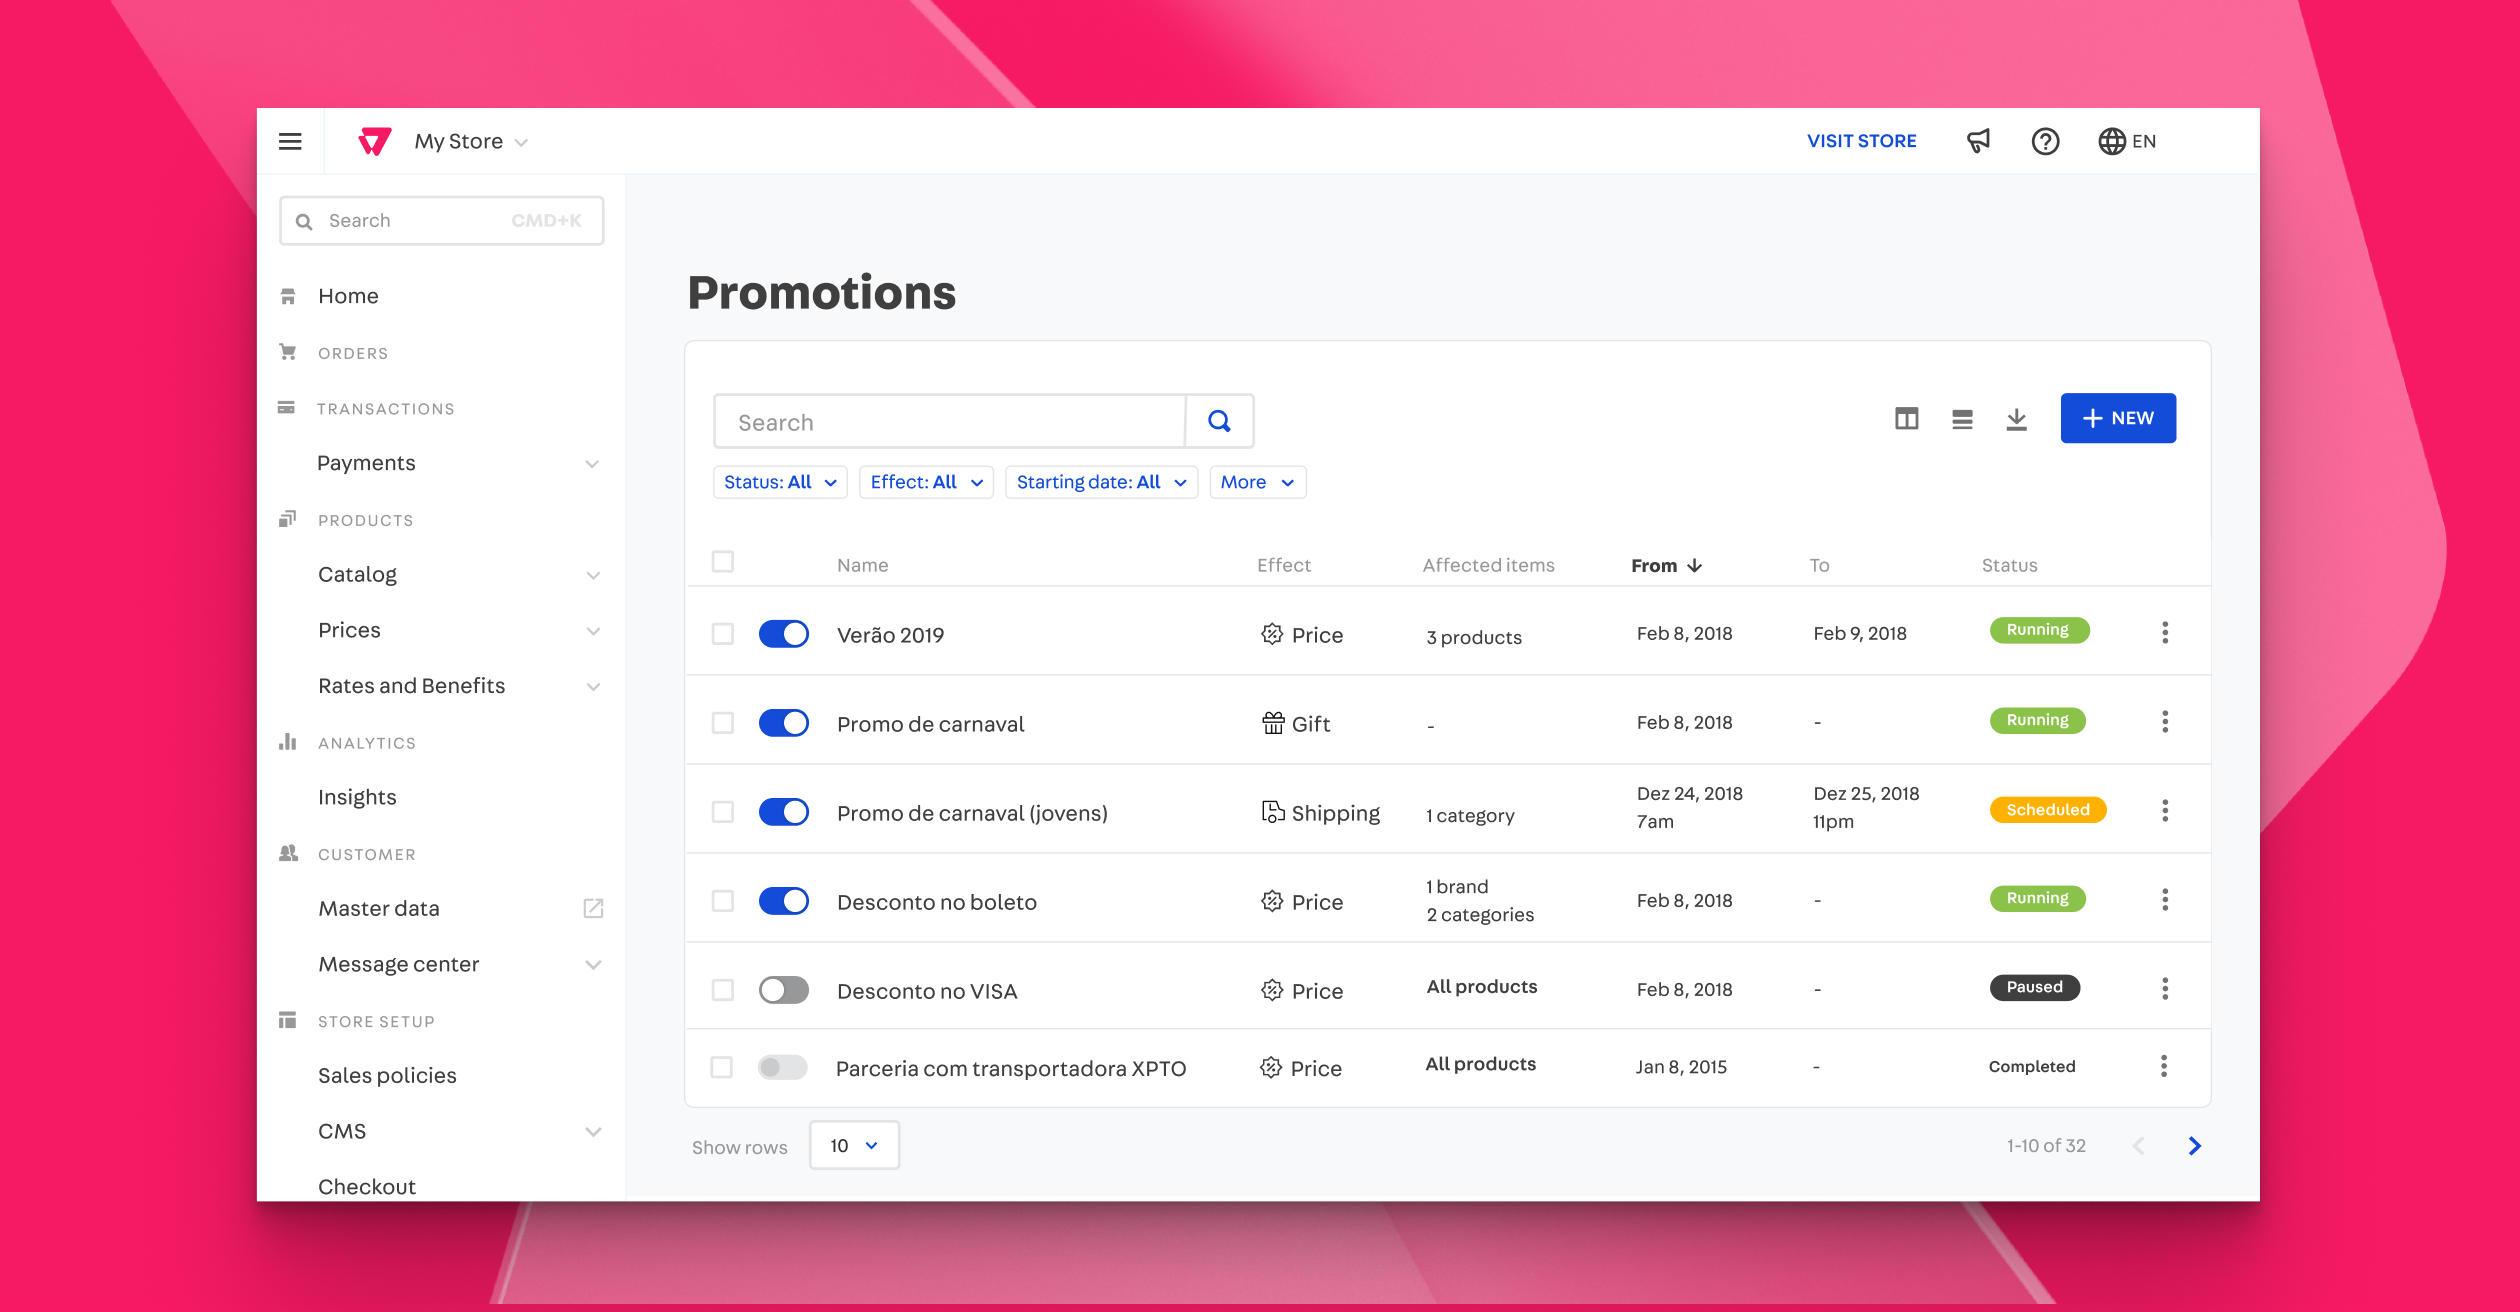 My Store
VISIT STORE
EN
Search CMD+K
Home
ORDERS
TRANSACTIONS
Payments
PRODUCTS
Catalog
Prices
Rates and Benefits
ANALYTICS
Insights
CUSTOMER
Master data
Message center
STORE SETUP
Sales policies
CMS
Checkout
Promotions
Search
NEW
Status: All
Effect: All
Starting date: All
More
Name Effect Affected items From To Status
Verão 2019 Price 3 products Feb 8, 2018 Feb 9, 2018 Running
Promo de carnaval Gift - Feb 8, 2018 - Running
Promo de carnaval (jovens) Shipping 1 category Dez 24, 2018 Dez 25, 2018 Scheduled
7am 11pm
Desconto no boleto Price 1 brand Feb 8, 2018 - Running
2 categories
Desconto no VISA Price All products Feb 8, 2018 - Paused
Parceria com transportadora XPTO Price All products Jan 8, 2015 - Completed
Show rows 10
1-10 of 32